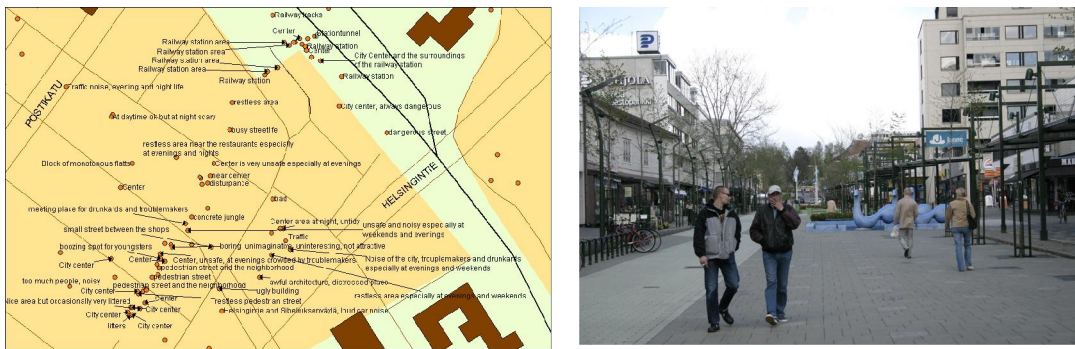 Railway tracks
Center
Stationtunnel
Railway station area
Railway station
Railway station area
Center
Railway station area
City Center and the surroundings
of the railway station
Railway station area
Railway station
Railway station
Traffic noise, evening and night life
restless area
City center, always dangerous
POSTIKATU
At daytime ok but at night scary
busy streetlife
dangerous street
restless area near the restaurants especially
at evenings and nights
Block of monotonous flatts
Center is very unsafe especially at evenings
near center
disturpance
Center
bad
HELSINGINTIE
meeting place for drunkards and troublemakers
concrete jungle
Center area at night, untidy
unsafe and noisy especially at
weekends and evenings
small street between the shops
Traffic
boozing spot for youngsters
boring, unimaginative, uninteresting, not attractive
City center
Center, unsafe, at evenings crowded by troublemakers
Noise of the city, troublemakers and drunkards
especially at evenings and weekends
pedestrian street and the neighborhood
too much people, noisy
pedestrian street
awful architecture, depressed place
pedestrian street and the neighborhood
ugly building
City center
Center
restless area especially at evenings and weekends
Nice area but occasionally very littered
restless pedestrian street
City center
City center
Helsinginтie and Sibeliuksenväylä, loud car noise
litters
City center
P